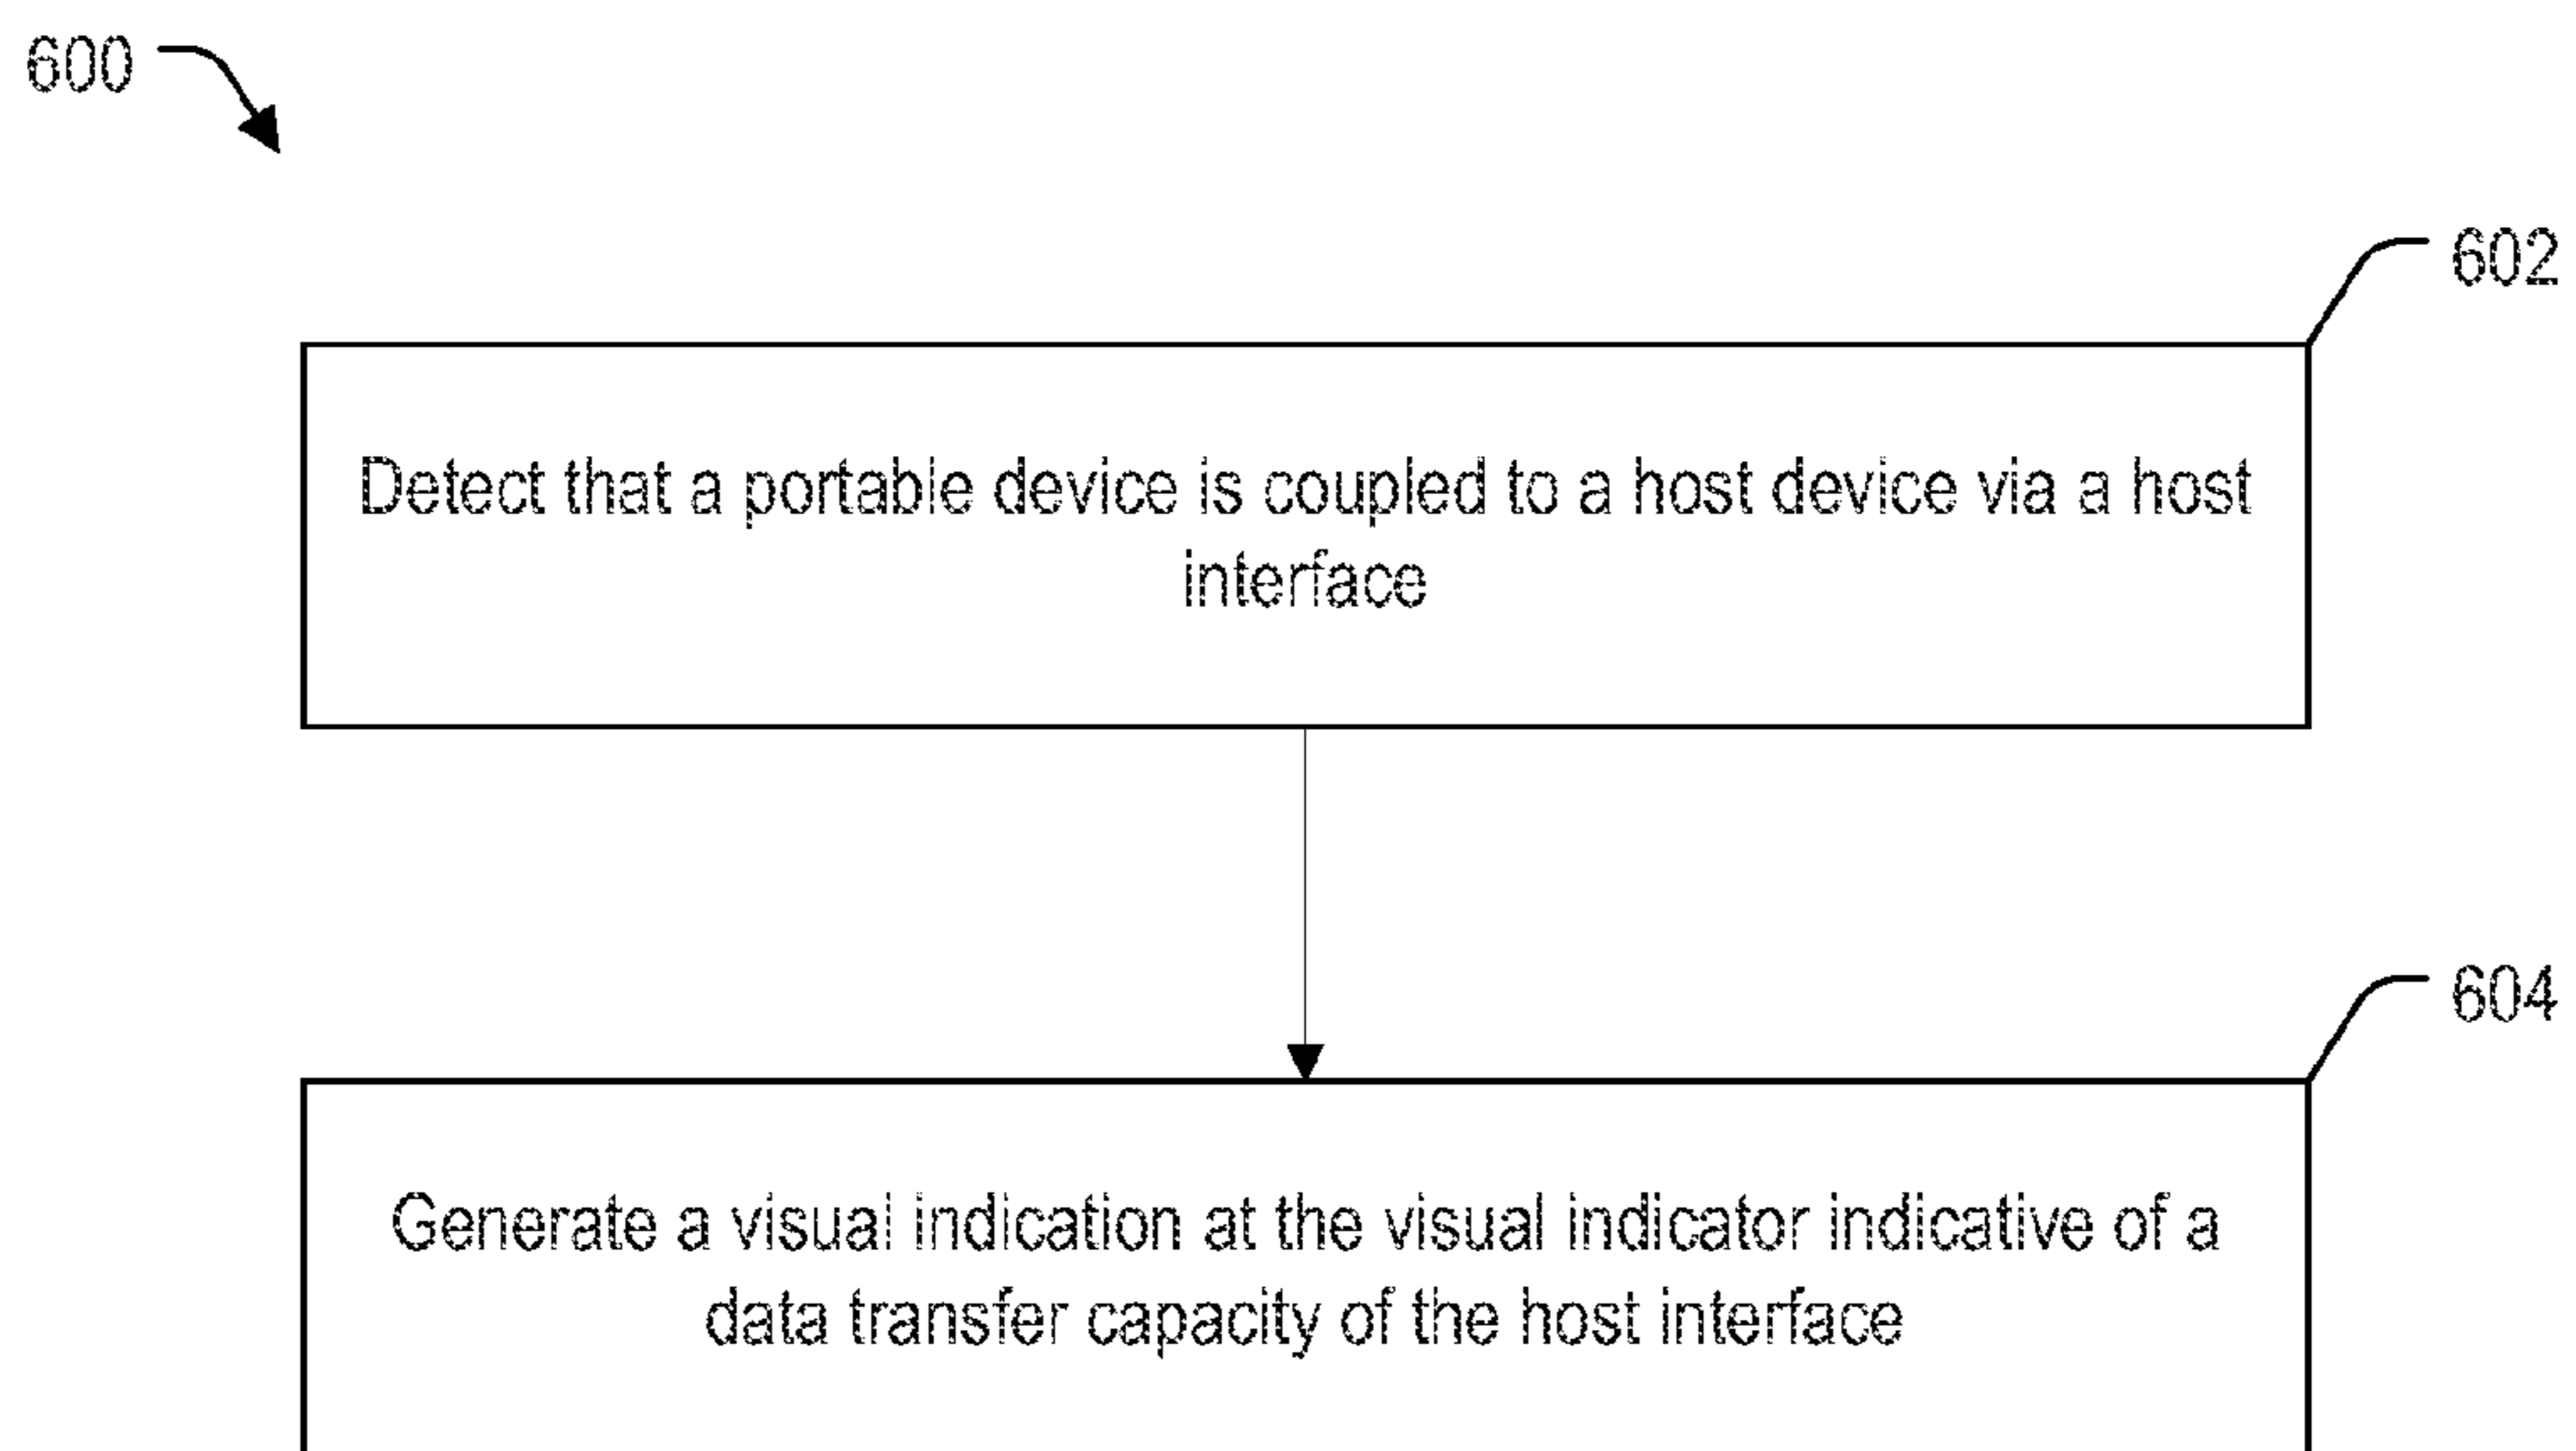 600
602
Detect that a portable device is coupled to a host device via a host
interface
604
Generate a visual indication at the visual indicator indicative of a
data transfer capacity of the host interface